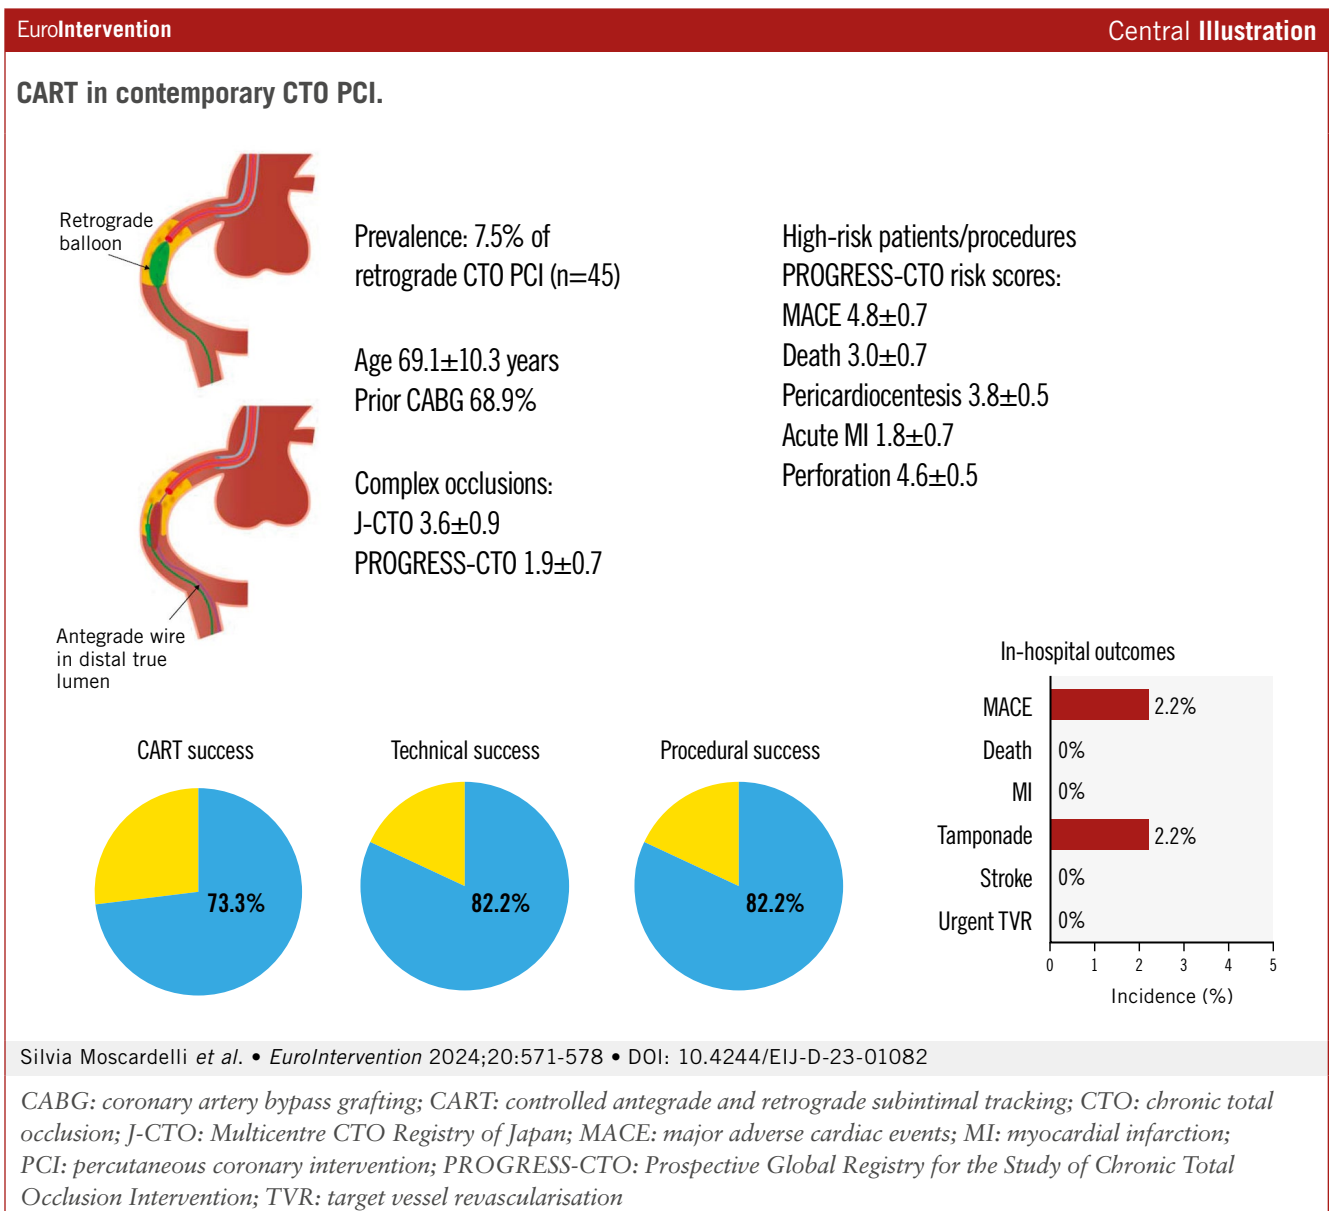 EuroIntervention
Central Illustration
CART in contemporary CTO PCI.
Retrograde
balloon
Antegrade wire
in distal true
lumen
Prevalence: 7.5% of
retrograde CTO PCI (n=45)
Age 69.1±10.3 years
Prior CABG 68.9%
Complex occlusions:
J-CTO 3.6±0.9
PROGRESS-CTO 1.9±0.7
High-risk patients/procedures
PROGRESS-CTO risk scores:
MACE 4.8±0.7
Death 3.0±0.7
Pericardiocentesis 3.8±0.5
Acute MI 1.8±0.7
Perforation 4.6±0.5
CART success
73.3%
Technical success
82.2%
Procedural success
82.2%
In-hospital outcomes
MACE 2.2%
Death 0%
MI 0%
Tamponade 2.2%
Stroke 0%
Urgent TVR 0%
0 1 2 3 4 5
Incidence (%)
Silvia Moscardelli et al. • EuroIntervention 2024;20:571-578 • DOI: 10.4244/EIJ-D-23-01082
CABG: coronary artery bypass grafting; CART: controlled antegrade and retrograde subintimal tracking; CTO: chronic total
occlusion; J-CTO: Multicentre CTO Registry of Japan; MACE: major adverse cardiac events; MI: myocardial infarction;
PCI: percutaneous coronary intervention; PROGRESS-CTO: Prospective Global Registry for the Study of Chronic Total
Occlusion Intervention; TVR: target vessel revascularisation